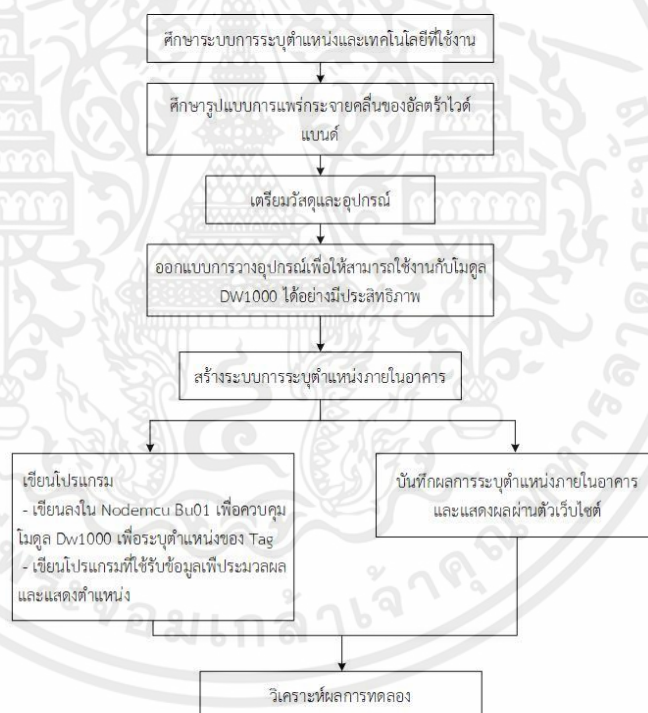 ศึกษาระบบการระบุตำแหน่งและเทคโนโลยีที่ใช้งาน
ศึกษารูปแบบการแพร่กระจายคลื่นของอัลตร้าไวด์
แบนด์
เตรียมวัสดุและอุปกรณ์
ออกแบบการวางอุปกรณ์เพื่อให้สามารถใช้งานกับโมดูล
DW1000 ได้อย่างมีประสิทธิภาพ
สร้างระบบการระบุตำแหน่งภายในอาคาร
เขียนโปรแกรม
- เขียนลงใน Nodemcu Bu01 เพื่อควบคุม
โมดูล Dw1000 เพื่อระบุตำแหน่งของ Tag
- เขียนโปรแกรมที่ใช้รับข้อมูลเพื่ประมวลผล
และแสดงตำแหน่ง
บันทึกผลการระบุตำแหน่งภายในอาคาร
และแสดงผลผ่านตัวเว็บไซต์
วิเคราะห์ผลการทดลอง